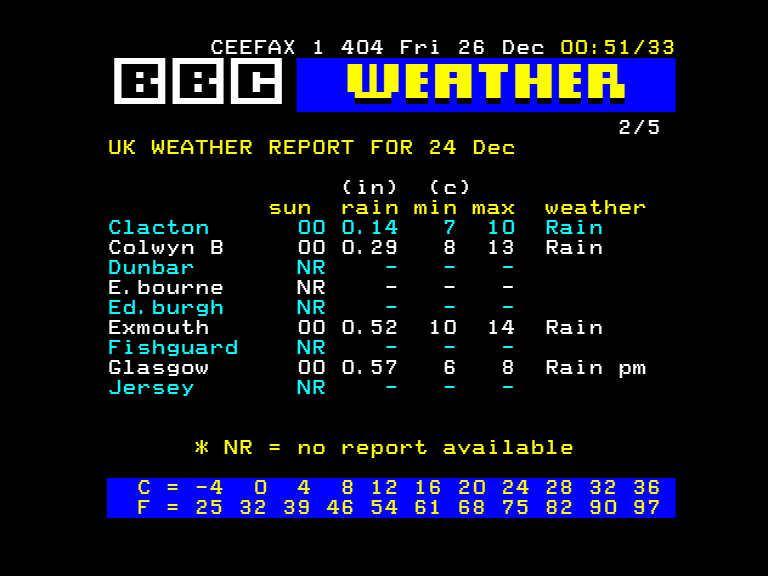 CEEFAX 1 404 Fri 26 Dec 00:51/33
BBC WEATHER
2/5
UK WEATHER REPORT FOR 24 Dec
(in) (c)
sun rain min max weather
Clacton 00 0.14 7 10 Rain
Colwyn B 00 0.29 8 13 Rain
Dunbar NR - - -
E.bourne NR - - -
Ed.burgh NR - - -
Exmouth 00 0.52 10 14 Rain
Fishguard NR - - -
Glasgow 00 0.57 6 8 Rain pm
Jersey NR - - -
* NR = no report available
C = -4 0 4 8 12 16 20 24 28 32 36
F = 25 32 39 46 54 61 68 75 82 90 97